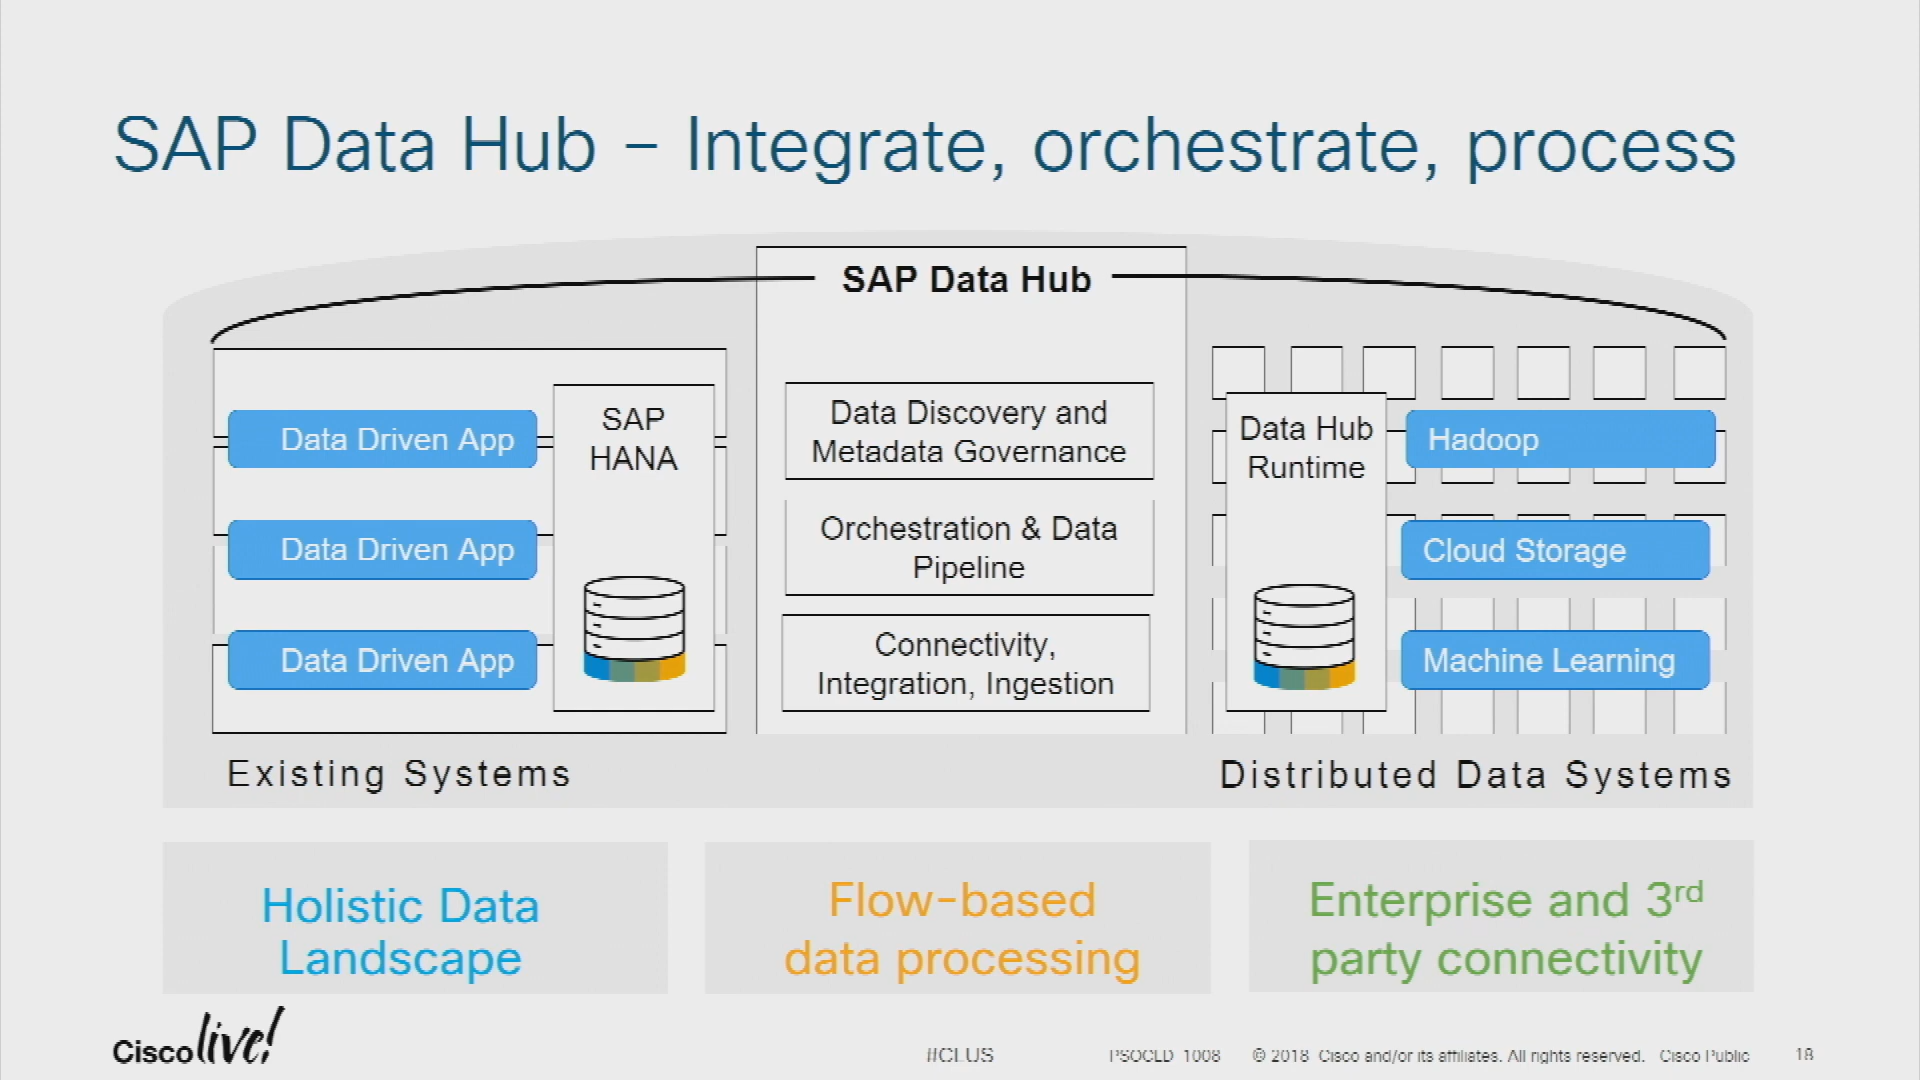 SAP Data Hub – Integrate, orchestrate, process
SAP Data Hub
Data Driven App
Data Driven App
Data Driven App
SAP
HANA
Existing Systems
Data Discovery and
Metadata Governance
Orchestration & Data
Pipeline
Connectivity,
Integration, Ingestion
Data Hub
Runtime
Hadoop
Cloud Storage
Machine Learning
Distributed Data Systems
Holistic Data
Landscape
Flow-based
data processing
Enterprise and 3rd
party connectivity
Cisco live!
#CLUS
PSOCLD 1008
© 2018 Cisco and/or its affiliates. All rights reserved. Cisco Public
18